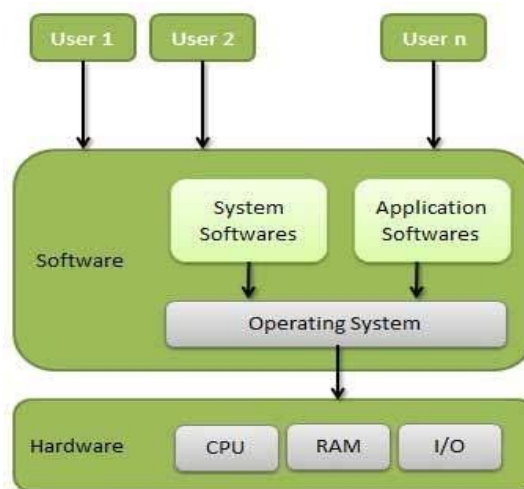 User 1
User 2
User n
System
Softwares
Application
Softwares
Software
Operating System
Hardware
CPU
RAM
I/O